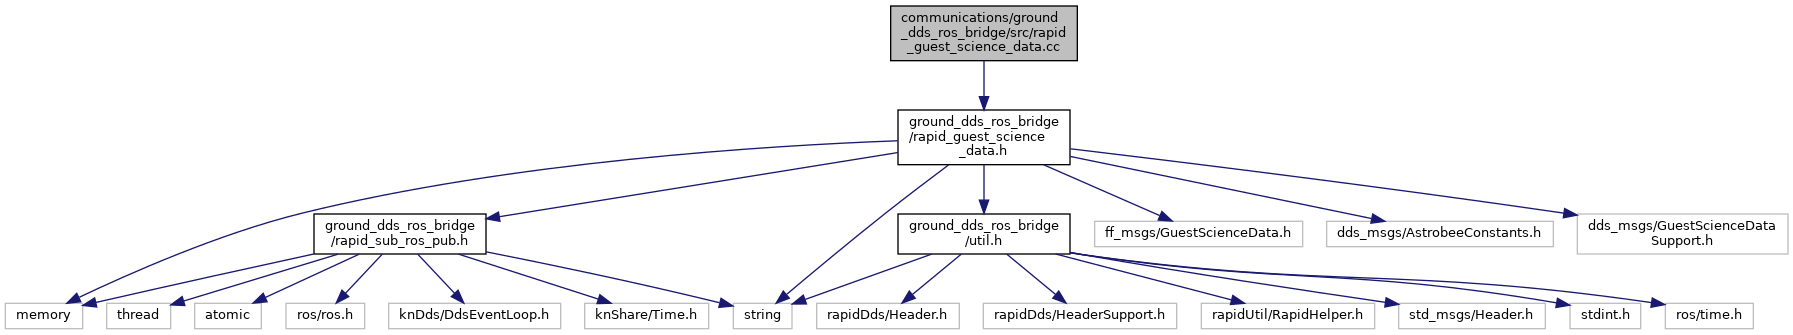 communications/ground
_dds_ros_bridge/src/rapid
_guest_science_data.cc
ground_dds_ros_bridge
/rapid_guest_science
_data.h
ground_dds_ros_bridge
/rapid_sub_ros_pub.h
ground_dds_ros_bridge
/util.h
ff_msgs/GuestScienceData.h
dds_msgs/AstrobeeConstants.h
dds_msgs/GuestScienceData
Support.h
memory
thread
atomic
ros/ros.h
knDds/DdsEventLoop.h
knShare/Time.h
string
rapidDds/Header.h
rapidDds/HeaderSupport.h
rapidUtil/RapidHelper.h
std_msgs/Header.h
stdint.h
ros/time.h